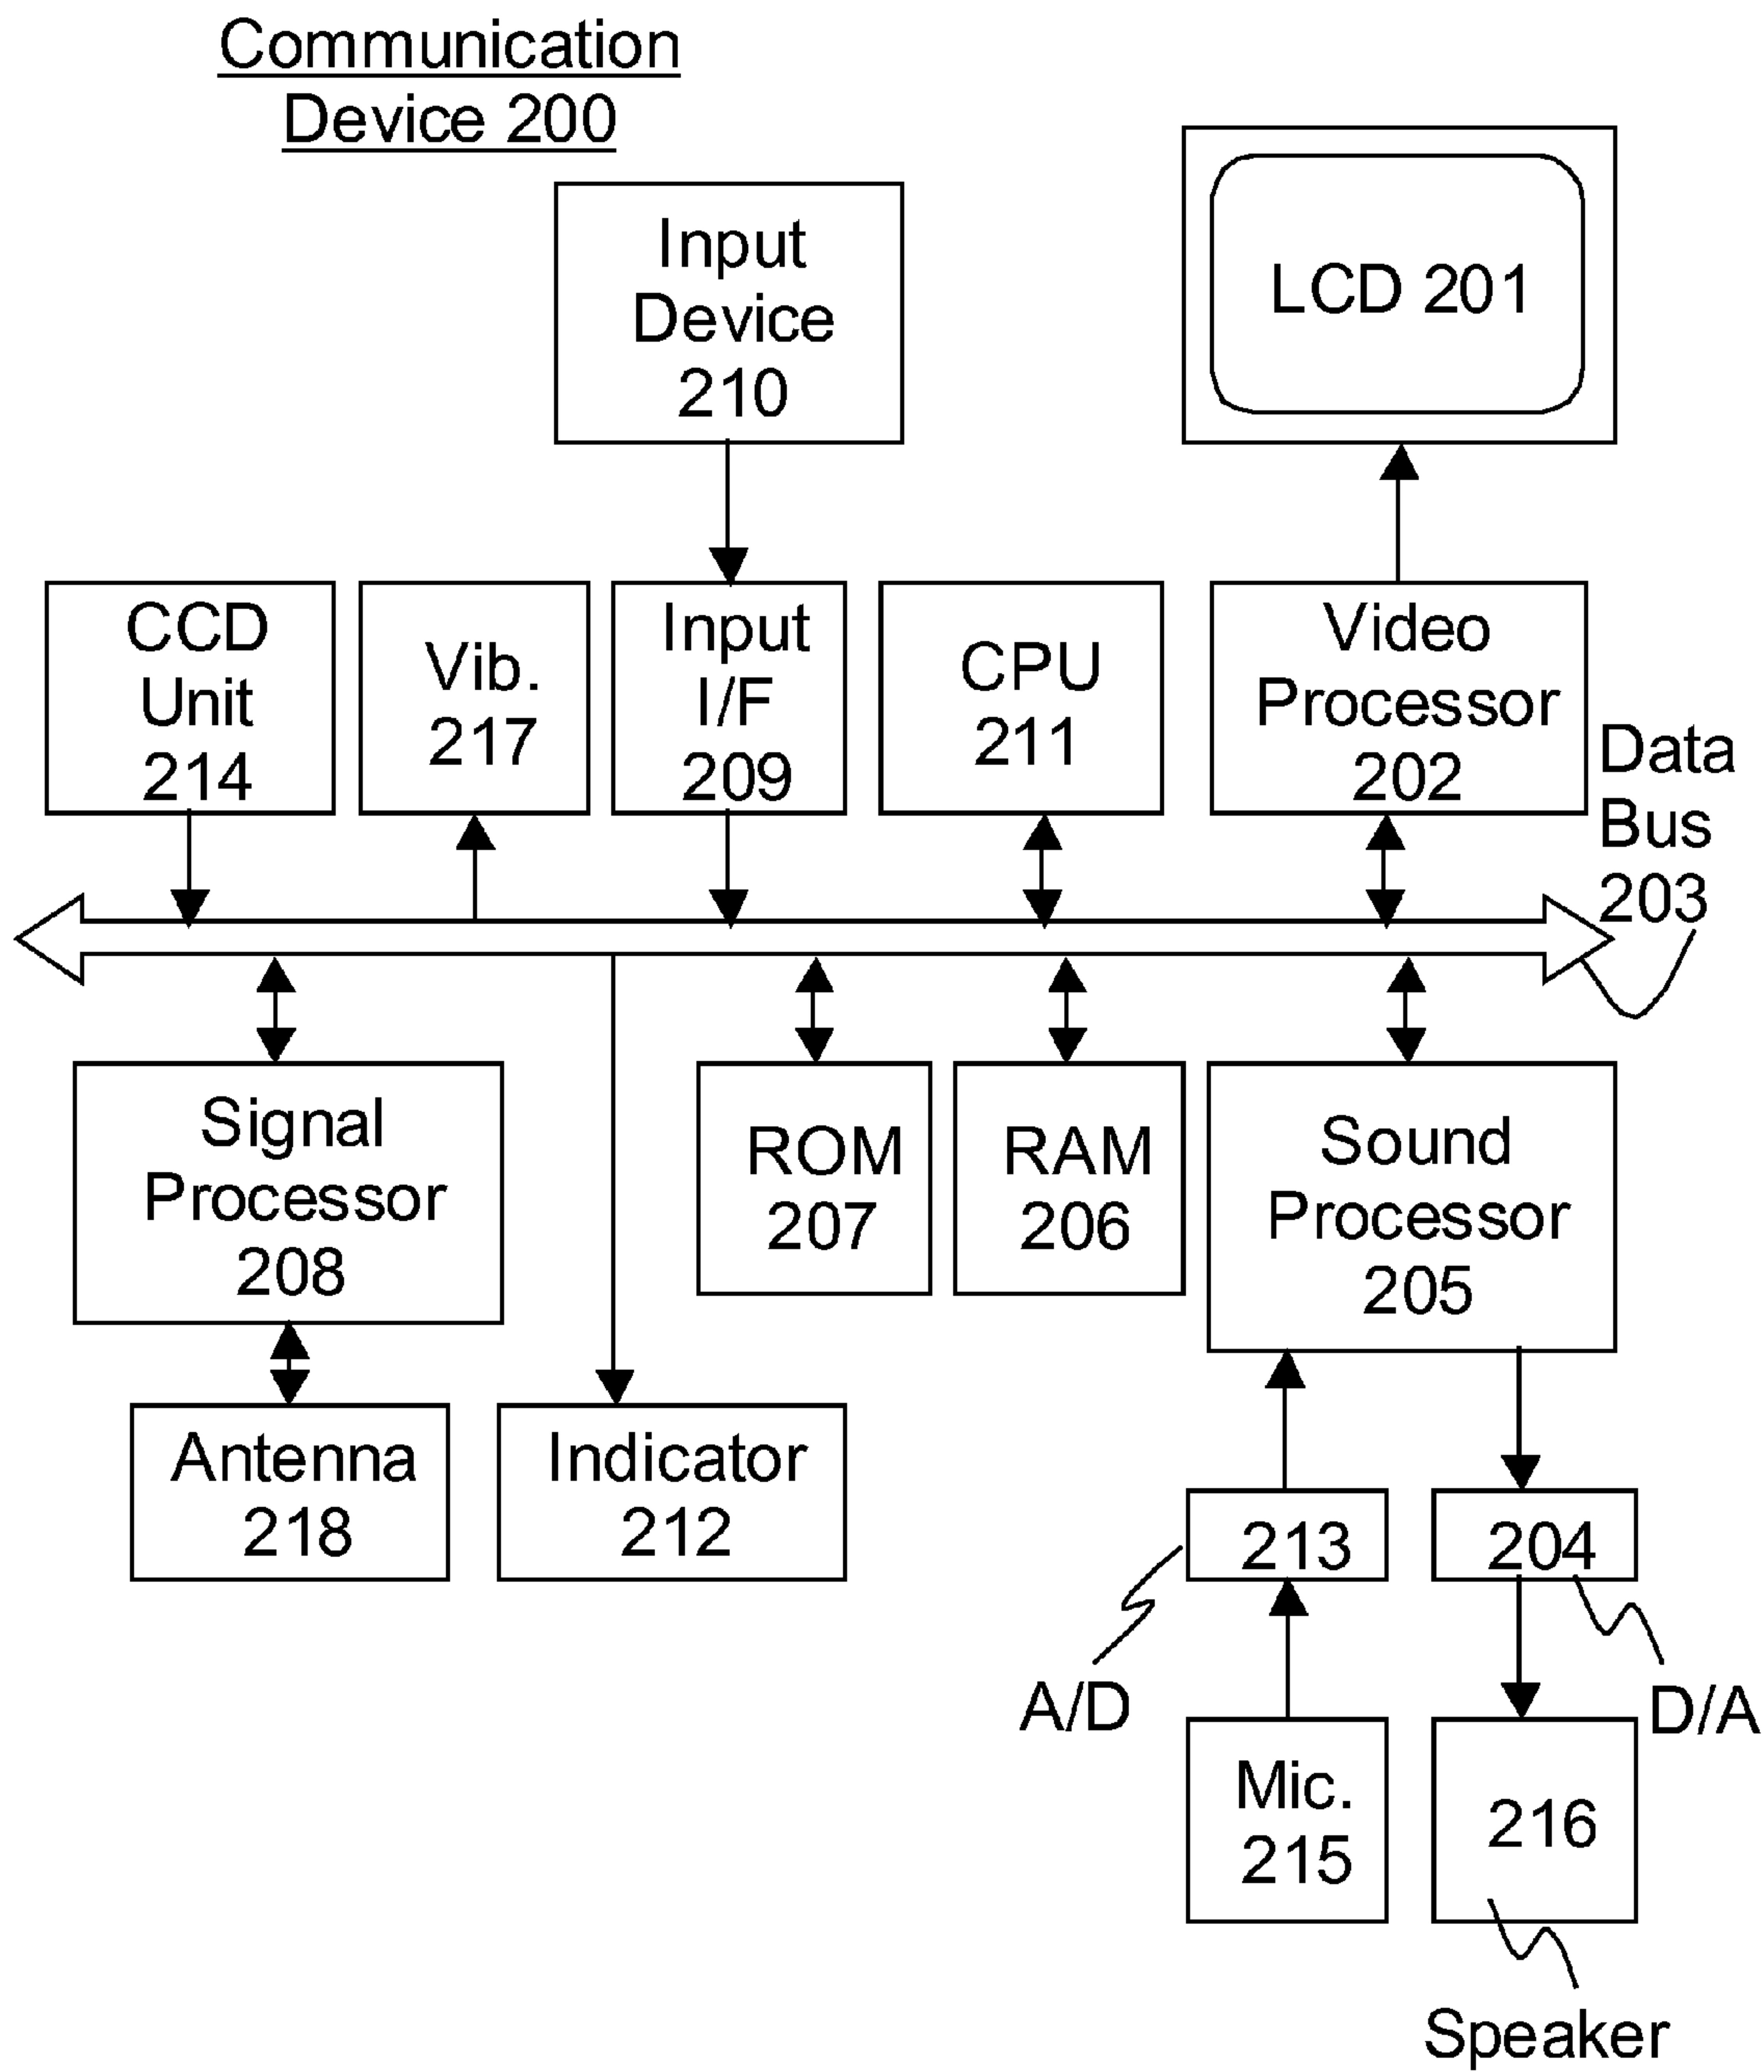 Communication
Device 200
Input
Device
210
LCD 201
CCD
Unit
214
Vib.
217
Input
I/F
209
CPU
211
Video
Processor
202
Data
Bus
203
Signal
Processor
208
ROM
207
RAM
206
Sound
Processor
205
Antenna
218
Indicator
212
213
204
A/D
D/A
Mic.
215
216
Speaker